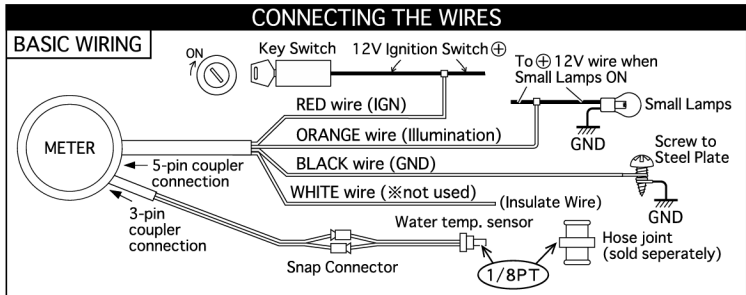 CONNECTING THE WIRES
BASIC WIRING
ON
Key Switch
12V Ignition Switch ⊕
To ⊕ 12V wire when
Small Lamps ON
RED wire (IGN)
Small Lamps
ORANGE wire (Illumination)
GND
METER
5-pin coupler
connection
BLACK wire (GND)
Screw to
Steel Plate
WHITE wire (※not used)
(Insulate Wire)
GND
3-pin
coupler
connection
Water temp. sensor
Hose joint
(sold seperately)
Snap Connector
1/8PT